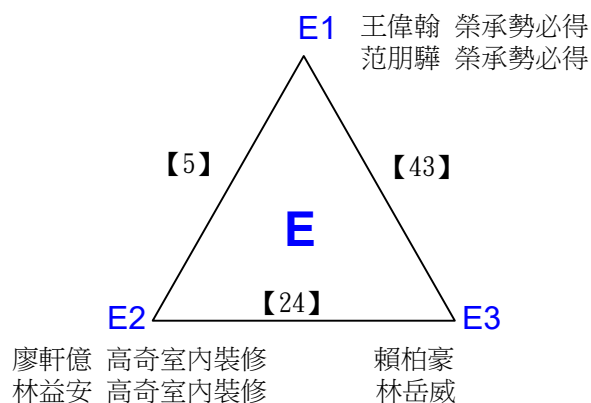 E1
王偉翰 榮承勢必得
范朋驊 榮承勢必得
【5】
【43】
E
【24】
E2
E3
廖軒億 高奇室內裝修
林益安 高奇室內裝修
賴柏豪
林岳威